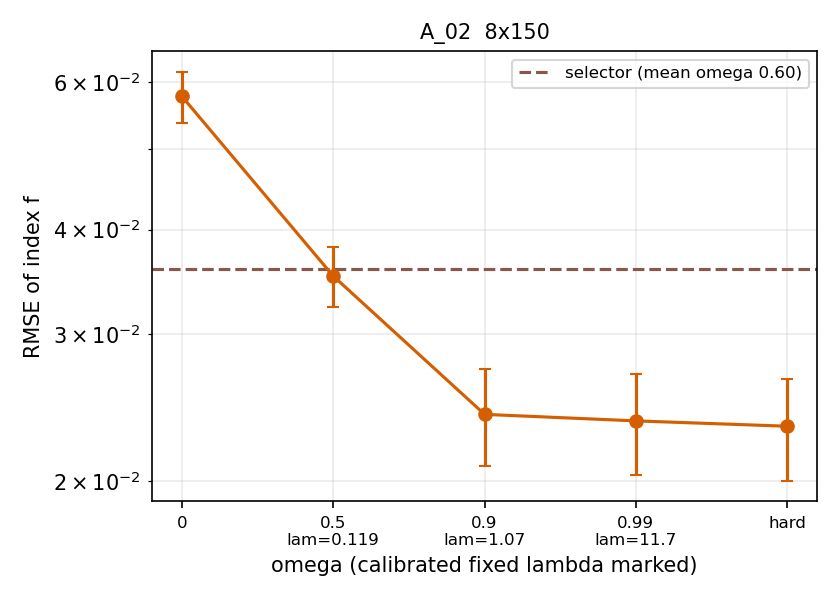 A_02  8x150
selector (mean omega 0.60)
6 × 10⁻²
4 × 10⁻²
3 × 10⁻²
2 × 10⁻²
RMSE of index f
0
0.5
lam=0.119
0.9
lam=1.07
0.99
lam=11.7
hard
omega (calibrated fixed lambda marked)